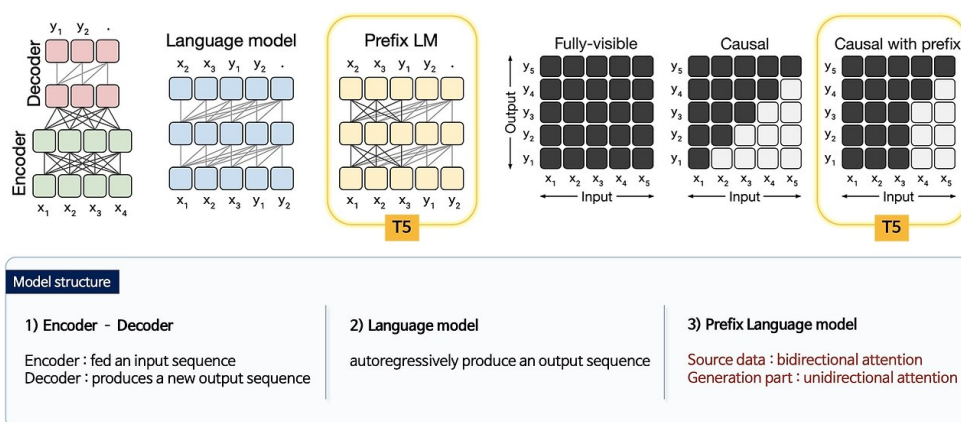 y1 y2 .
Decoder
Encoder
x1 x2 x3 x4
Language model
x2 x3 y1 y2 .
x1 x2 x3 y1 y2
Prefix LM
x2 x3 y1 y2 .
x1 x2 x3 y1 y2
T5
Fully-visible
Output
y5
y4
y3
y2
y1
x1 x2 x3 x4 x5
Input
Causal
y5
y4
y3
y2
y1
x1 x2 x3 x4 x5
Input
Causal with prefix
y5
y4
y3
y2
y1
x1 x2 x3 x4 x5
Input
T5
Model structure
1) Encoder - Decoder
Encoder : fed an input sequence
Decoder : produces a new output sequence
2) Language model
autoregressively produce an output sequence
3) Prefix Language model
Source data : bidirectional attention
Generation part : unidirectional attention